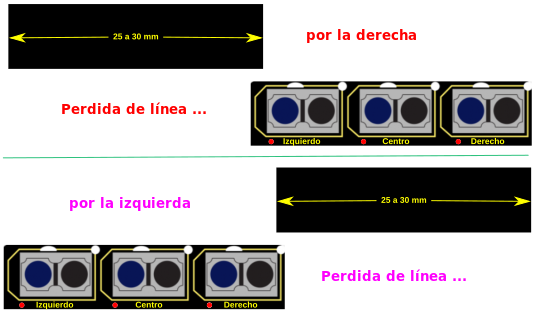 25 a 30 mm
por la derecha
Perdida de línea ...
Izquierdo
Centro
Derecho
por la izquierda
25 a 30 mm
Perdida de línea ...
Izquierdo
Centro
Derecho